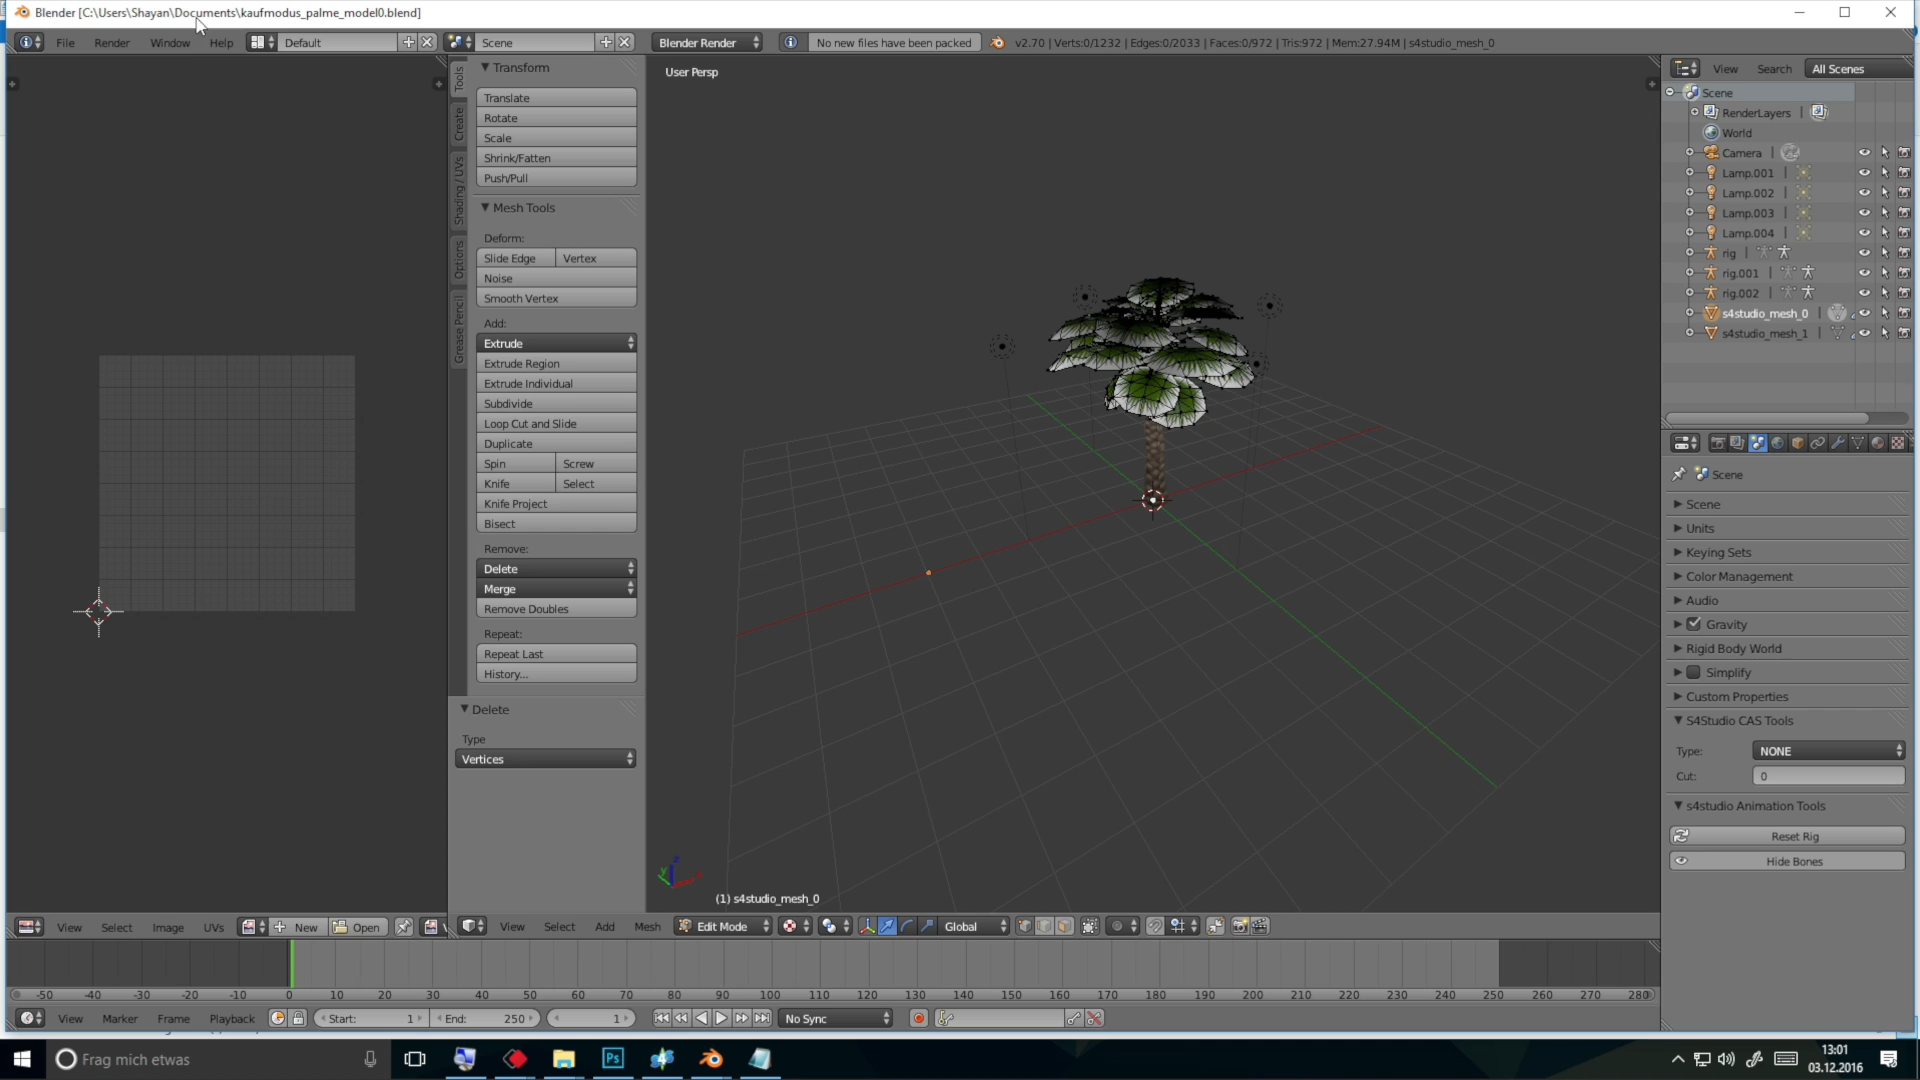 Blender [C:\Users\Shayan\Documents\kaufmodus_palme_model0.blend]
File Render Window Help Default Scene Blender Render No new files have been packed v2.70 | Verts:0/1232 | Edges:0/2033 | Faces:0/972 | Tris:972 | Mem:27.94M | s4studio_mesh_0
Tools
Create
Shading / UVs
Options
Grease Pencil
Transform
Translate
Rotate
Scale
Shrink/Fatten
Push/Pull
Mesh Tools
Deform:
Slide Edge Vertex
Noise
Smooth Vertex
Add:
Extrude
Extrude Region
Extrude Individual
Subdivide
Loop Cut and Slide
Duplicate
Spin Screw
Knife Select
Knife Project
Bisect
Remove:
Delete
Merge
Remove Doubles
Repeat:
Repeat Last
History...
Delete
Type
Vertices
User Persp
(1) s4studio_mesh_0
View Search All Scenes
Scene
RenderLayers |
World
Camera |
Lamp.001 |
Lamp.002 |
Lamp.003 |
Lamp.004 |
rig |
rig.001 |
rig.002 |
s4studio_mesh_0 |
s4studio_mesh_1 |
Scene
Scene
Units
Keying Sets
Color Management
Audio
Gravity
Rigid Body World
Simplify
Custom Properties
S4Studio CAS Tools
Type: NONE
Cut: 0
s4studio Animation Tools
Reset Rig
Hide Bones
View Select Image UVs New Open View Select Add Mesh Edit Mode Global
-50 -40 -30 -20 -10 0 10 20 30 40 50 60 70 80 90 100 110 120 130 140 150 160 170 180 190 200 210 220 230 240 250 260 270 280
View Marker Frame Playback Start: 1 End: 250 1 No Sync
Frag mich etwas
Ps
13:01
03.12.2016